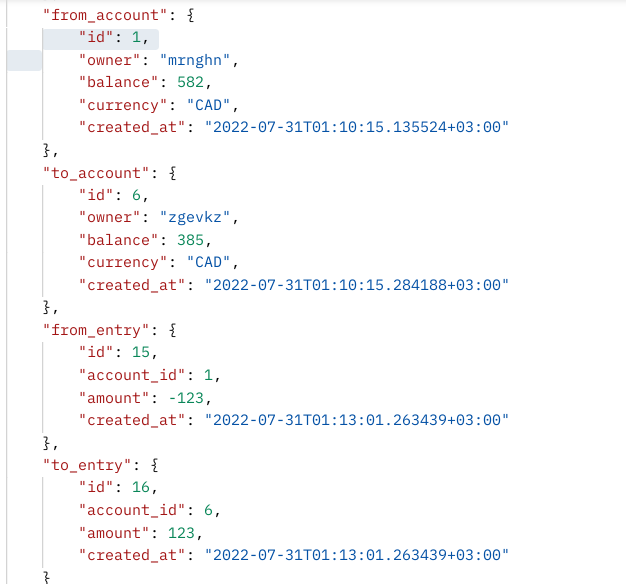 "from_account": {
"id": 1,
"owner": "mrnghn",
"balance": 582,
"currency": "CAD",
"created_at": "2022-07-31T01:10:15.135524+03:00"
},
"to_account": {
"id": 6,
"owner": "zgevkz",
"balance": 385,
"currency": "CAD",
"created_at": "2022-07-31T01:10:15.284188+03:00"
},
"from_entry": {
"id": 15,
"account_id": 1,
"amount": -123,
"created_at": "2022-07-31T01:13:01.263439+03:00"
},
"to_entry": {
"id": 16,
"account_id": 6,
"amount": 123,
"created_at": "2022-07-31T01:13:01.263439+03:00"
}